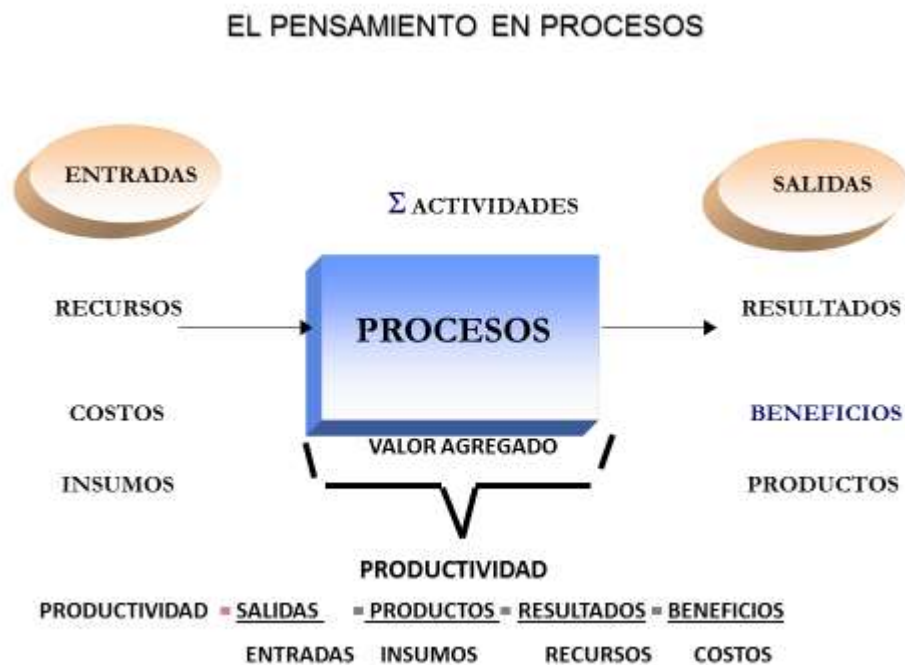 EL PENSAMIENTO EN PROCESOS
ENTRADAS
SALIDAS
Σ ACTIVIDADES
RECURSOS
PROCESOS
RESULTADOS
COSTOS
BENEFICIOS
VALOR AGREGADO
INSUMOS
PRODUCTOS
PRODUCTIVIDAD
PRODUCTIVIDAD = SALIDAS = PRODUCTOS = RESULTADOS = BENEFICIOS
ENTRADAS INSUMOS RECURSOS COSTOS